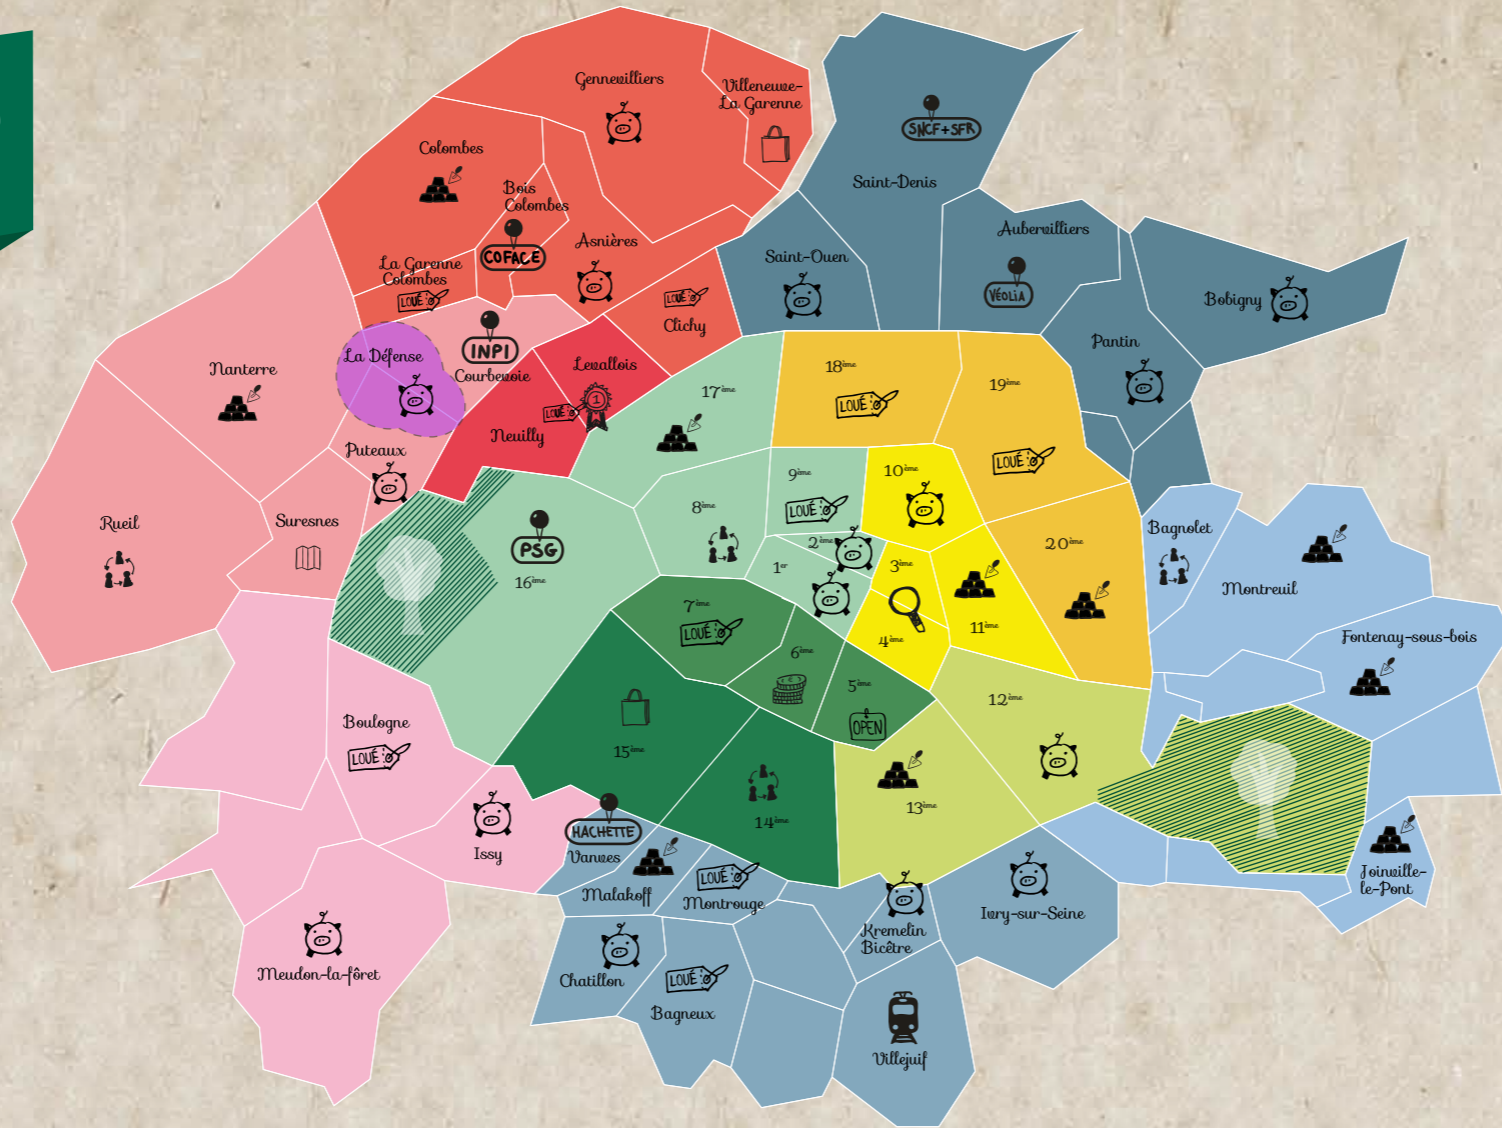 Gennevilliers
Villeneuve-
La Garenne
SNCF+SFR
Colombes
Saint-Denis
Bois
Colombes
COFACE
Asnières
Aubervilliers
Saint-Ouen
La Garenne
Colombes
LOUÉ
LOUÉ
Clichy
VÉOLIA
Bobigny
INPI
Courbevoie
La Défense
Pantin
Nanterre
Levallois
1
LOUÉ
Neuilly
17ème
18ème
LOUÉ
19ème
LOUÉ
Puteaux
Rueil
Suresnes
PSG
16ème
8ème
9ème
LOUÉ
10ème
2ème
1er
3ème
4ème
11ème
20ème
Bagnolet
Montreuil
Fontenay-sous-bois
7ème
LOUÉ
6ème
5ème
OPEN
12ème
Boulogne
LOUÉ
15ème
14ème
13ème
Issy
HACHETTE
Vanves
Malakoff
LOUÉ
Montrouge
Kremelin
Bicêtre
Ivry-sur-Seine
Joinville-
le-Pont
Meudon-la-fôret
Chatillon
LOUÉ
Bagneux
Villejuif